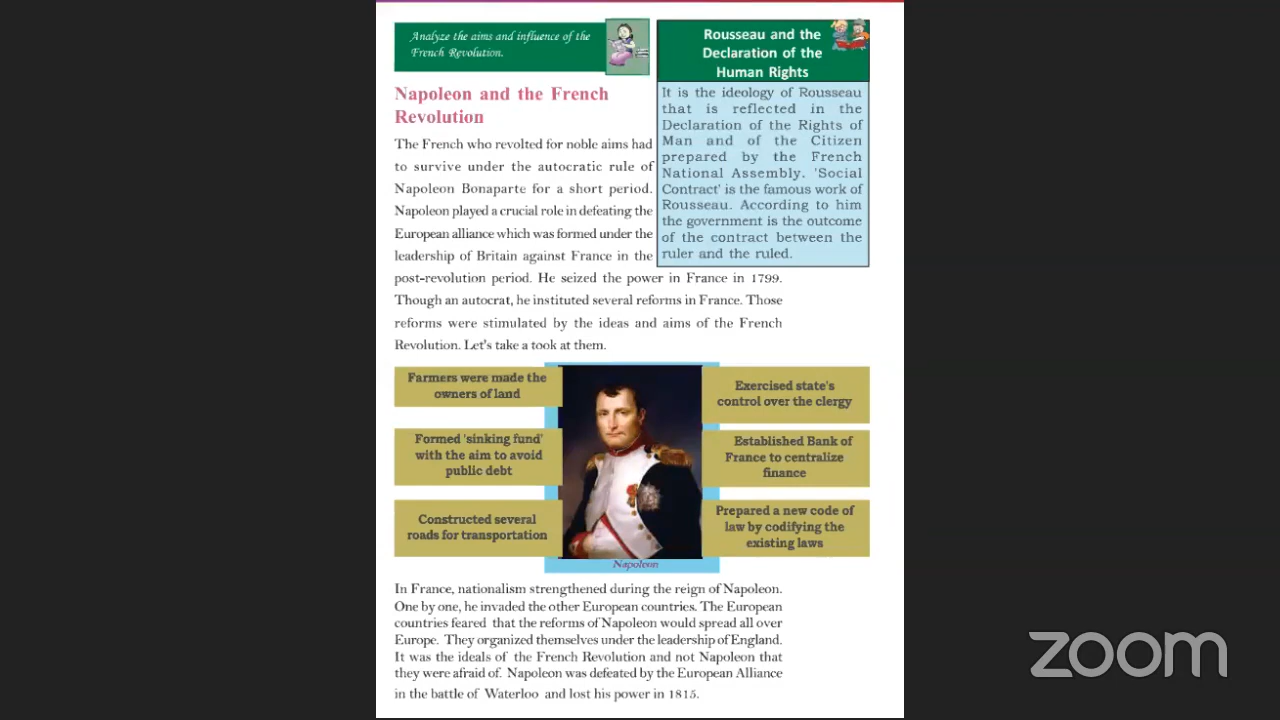 Analyze the aims and influence of the
French Revolution.
Rousseau and the
Declaration of the
Human Rights
It is the ideology of Rousseau
that is reflected in the
Declaration of the Rights of
Man and of the Citizen
prepared by the French
National Assembly. 'Social
Contract' is the famous work of
Rousseau. According to him
the government is the outcome
of the contract between the
ruler and the ruled.
Napoleon and the French
Revolution
The French who revolted for noble aims had
to survive under the autocratic rule of
Napoleon Bonaparte for a short period.
Napoleon played a crucial role in defeating the
European alliance which was formed under the
leadership of Britain against France in the
post-revolution period. He seized the power in France in 1799.
Though an autocrat, he instituted several reforms in France. Those
reforms were stimulated by the ideas and aims of the French
Revolution. Let's take a took at them.
Farmers were made the
owners of land
Formed 'sinking fund'
with the aim to avoid
public debt
Constructed several
roads for transportation
Exercised state's
control over the clergy
Established Bank of
France to centralize
finance
Prepared a new code of
law by codifying the
existing laws
Napoleon
In France, nationalism strengthened during the reign of Napoleon.
One by one, he invaded the other European countries. The European
countries feared that the reforms of Napoleon would spread all over
Europe. They organized themselves under the leadership of England.
It was the ideals of the French Revolution and not Napoleon that
they were afraid of. Napoleon was defeated by the European Alliance
in the battle of Waterloo and lost his power in 1815.
zoom